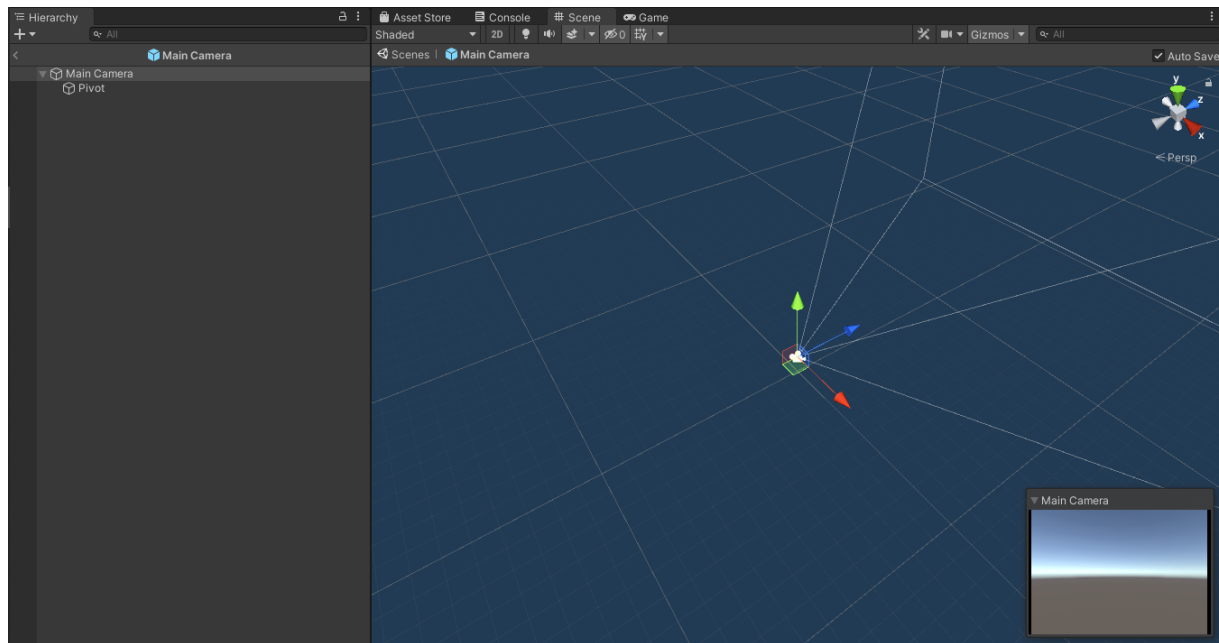 Hierarchy
All
Main Camera
Main Camera
Pivot
Asset Store Console Scene Game
Shaded 2D 0 Gizmos All
Scenes Main Camera Auto Save
y
z
x
Persp
Main Camera